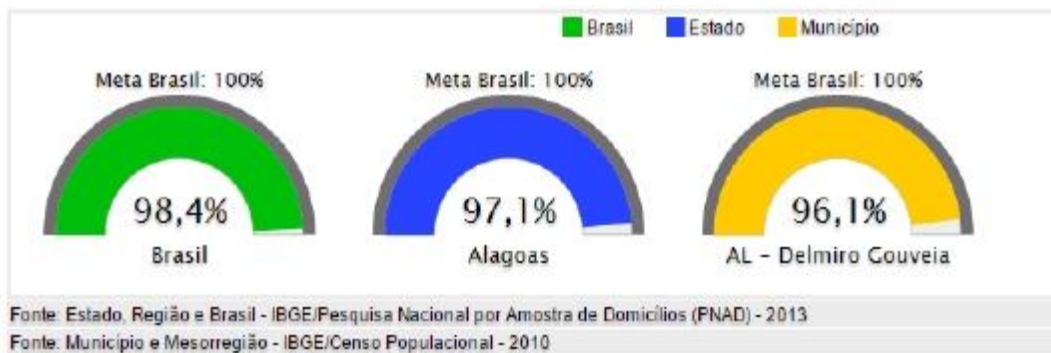 Brasil Estado Município
Meta Brasil: 100% Meta Brasil: 100% Meta Brasil: 100%
98,4% 97,1% 96,1%
Brasil Alagoas AL - Delmiro Gouveia
Fonte: Estado, Região e Brasil - IBGE/Pesquisa Nacional por Amostra de Domicílios (PNAD) - 2013
Fonte: Município e Mesorregião - IBGE/Censo Populacional - 2010